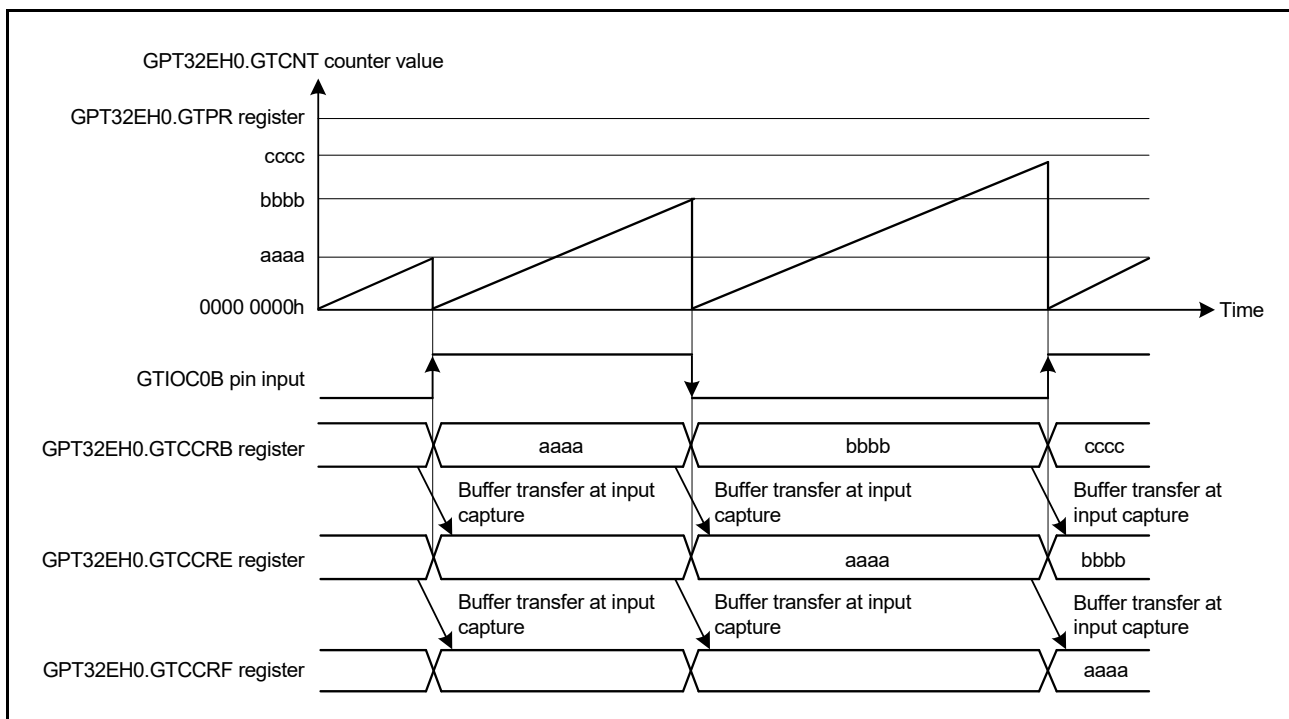 GPT32EH0.GTCNT counter value
GPT32EH0.GTPR register
cccc
bbbb
aaaa
0000 0000h
Time
GTIOC0B pin input
GPT32EH0.GTCCRB register
aaaa
bbbb
cccc
Buffer transfer at input
capture
Buffer transfer at input
capture
Buffer transfer at
input capture
GPT32EH0.GTCCRE register
aaaa
bbbb
Buffer transfer at input
capture
Buffer transfer at input
capture
Buffer transfer at
input capture
GPT32EH0.GTCCRF register
aaaa